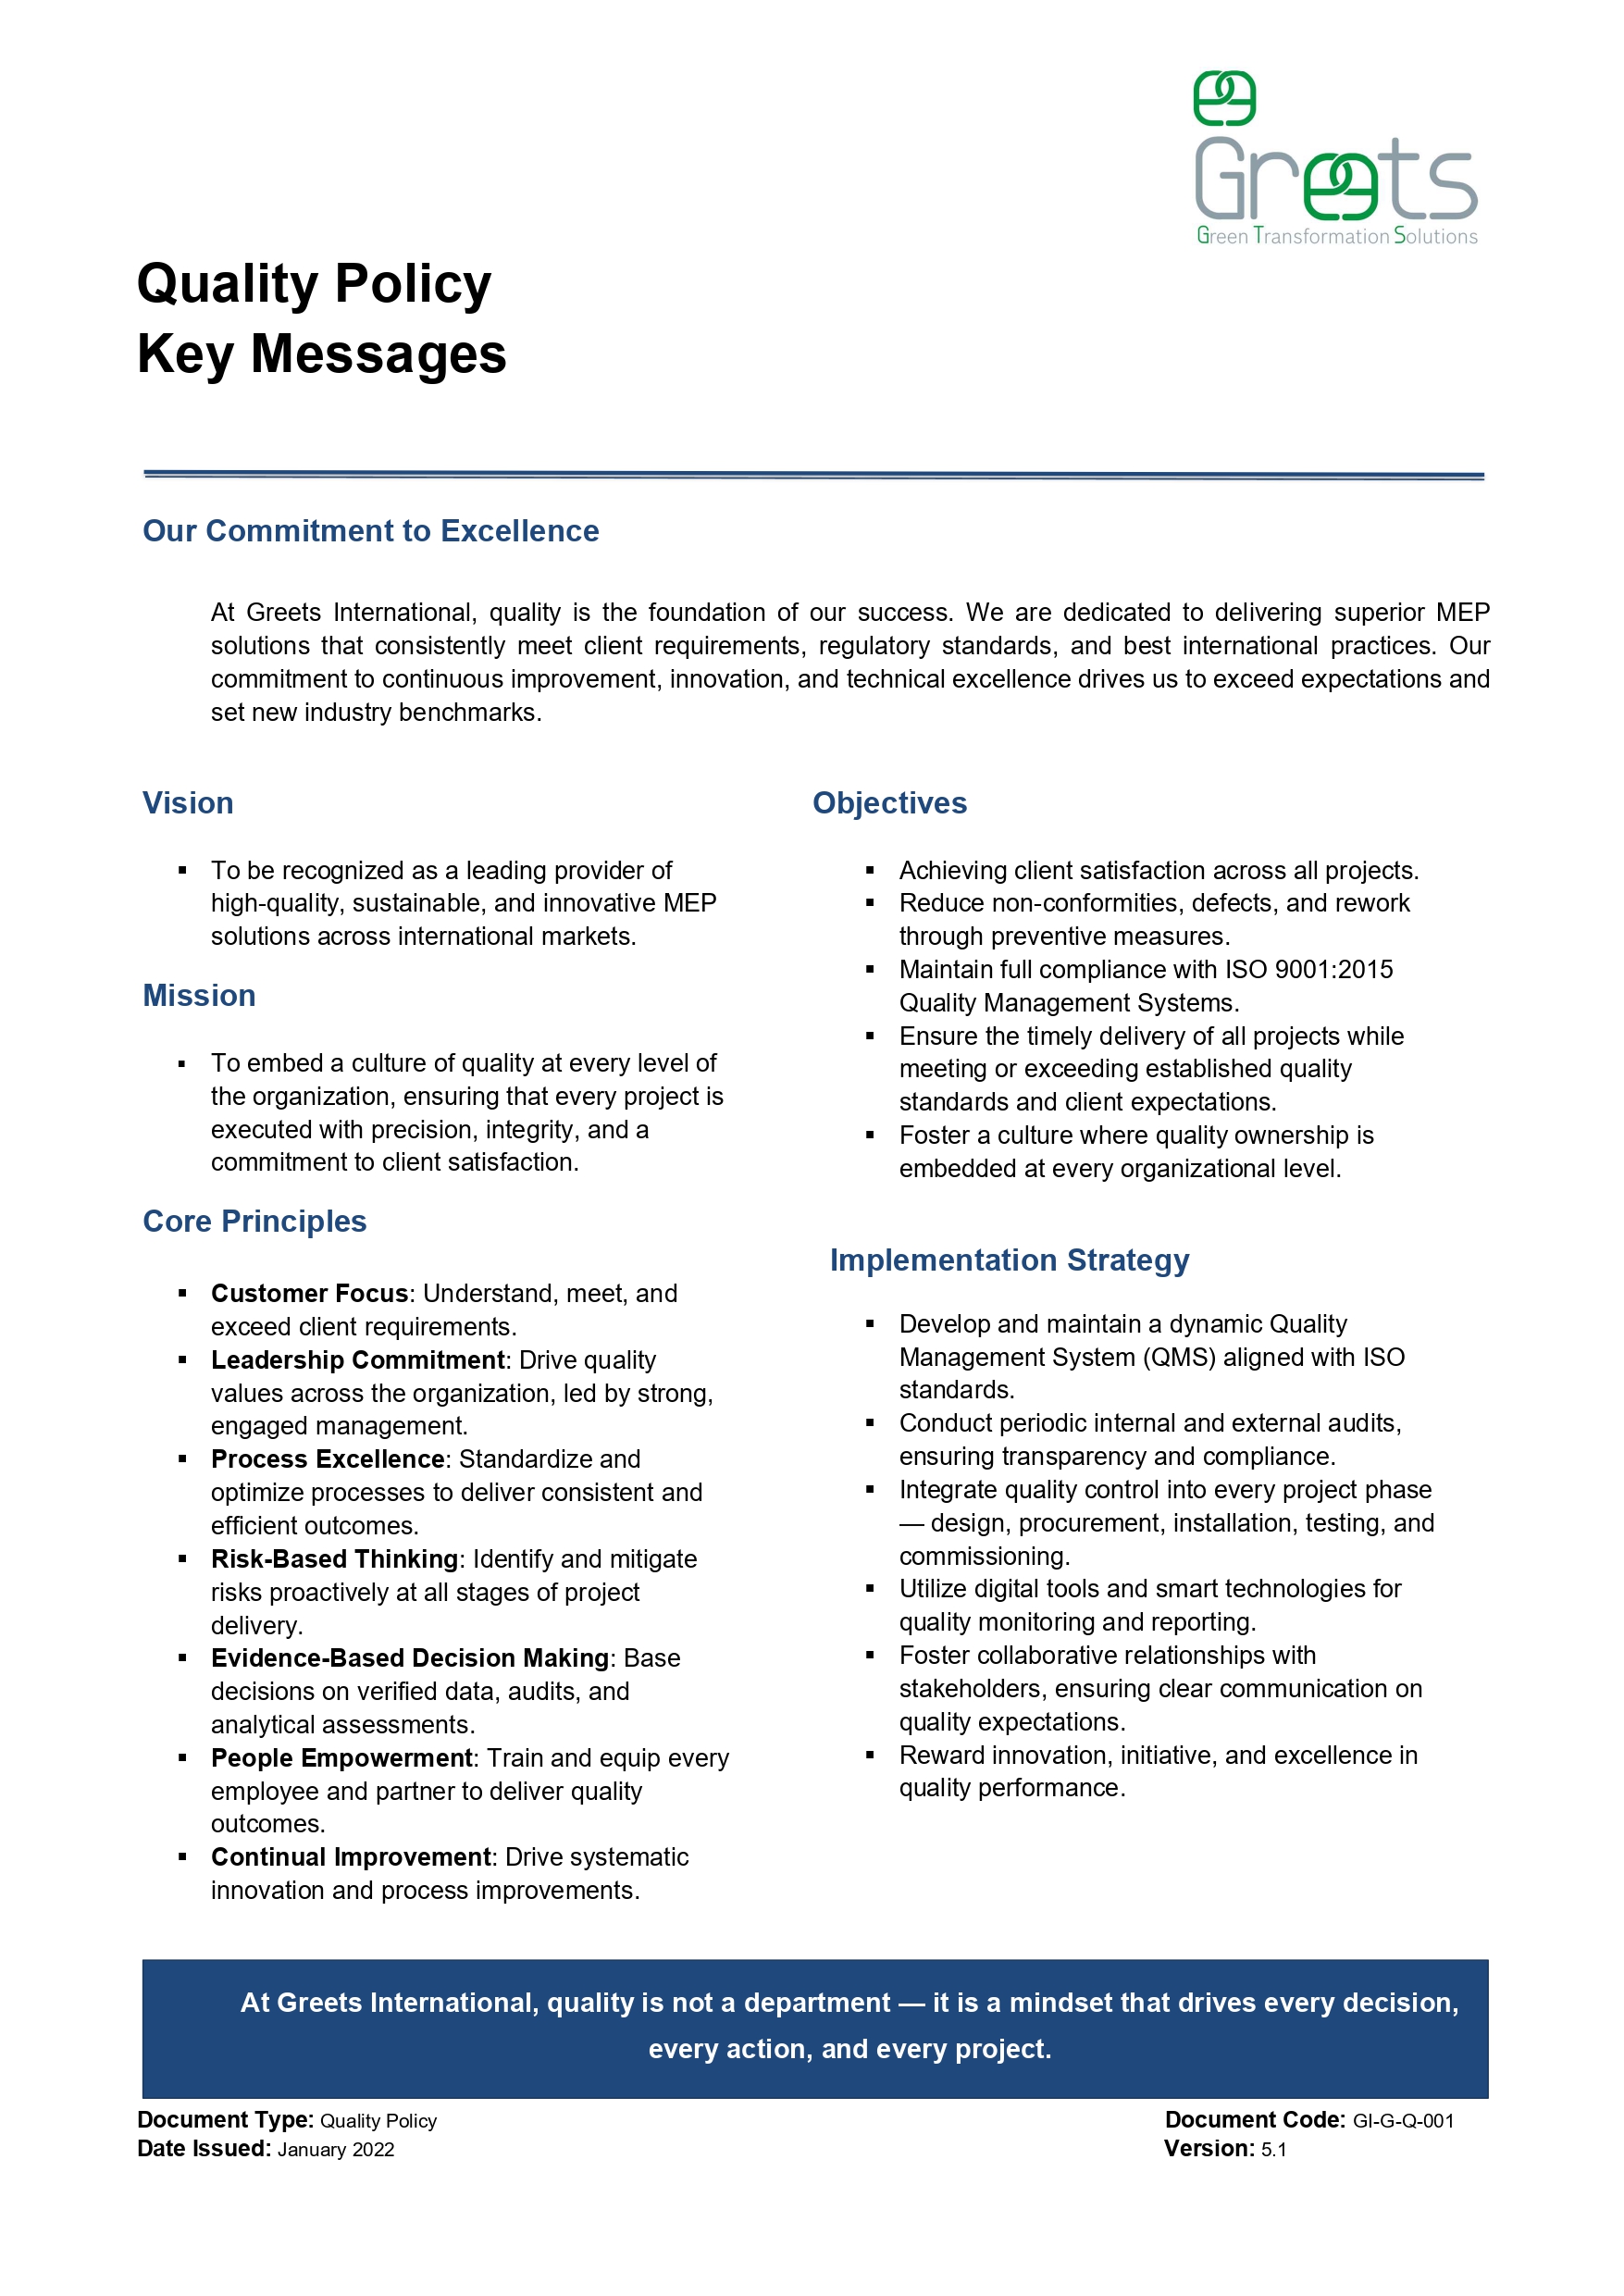 Greets
Green Transformation Solutions
Quality Policy
Key Messages
Our Commitment to Excellence
At Greets International, quality is the foundation of our success. We are dedicated to delivering superior MEP
solutions that consistently meet client requirements, regulatory standards, and best international practices. Our
commitment to continuous improvement, innovation, and technical excellence drives us to exceed expectations and
set new industry benchmarks.
Vision
▪ To be recognized as a leading provider of
high-quality, sustainable, and innovative MEP
solutions across international markets.
Mission
▪ To embed a culture of quality at every level of
the organization, ensuring that every project is
executed with precision, integrity, and a
commitment to client satisfaction.
Core Principles
▪ Customer Focus: Understand, meet, and
exceed client requirements.
▪ Leadership Commitment: Drive quality
values across the organization, led by strong,
engaged management.
▪ Process Excellence: Standardize and
optimize processes to deliver consistent and
efficient outcomes.
▪ Risk-Based Thinking: Identify and mitigate
risks proactively at all stages of project
delivery.
▪ Evidence-Based Decision Making: Base
decisions on verified data, audits, and
analytical assessments.
▪ People Empowerment: Train and equip every
employee and partner to deliver quality
outcomes.
▪ Continual Improvement: Drive systematic
innovation and process improvements.
Objectives
▪ Achieving client satisfaction across all projects.
▪ Reduce non-conformities, defects, and rework
through preventive measures.
▪ Maintain full compliance with ISO 9001:2015
Quality Management Systems.
▪ Ensure the timely delivery of all projects while
meeting or exceeding established quality
standards and client expectations.
▪ Foster a culture where quality ownership is
embedded at every organizational level.
Implementation Strategy
▪ Develop and maintain a dynamic Quality
Management System (QMS) aligned with ISO
standards.
▪ Conduct periodic internal and external audits,
ensuring transparency and compliance.
▪ Integrate quality control into every project phase
— design, procurement, installation, testing, and
commissioning.
▪ Utilize digital tools and smart technologies for
quality monitoring and reporting.
▪ Foster collaborative relationships with
stakeholders, ensuring clear communication on
quality expectations.
▪ Reward innovation, initiative, and excellence in
quality performance.
At Greets International, quality is not a department — it is a mindset that drives every decision,
every action, and every project.
Document Type: Quality Policy
Document Code: GI-G-Q-001
Date Issued: January 2022
Version: 5.1